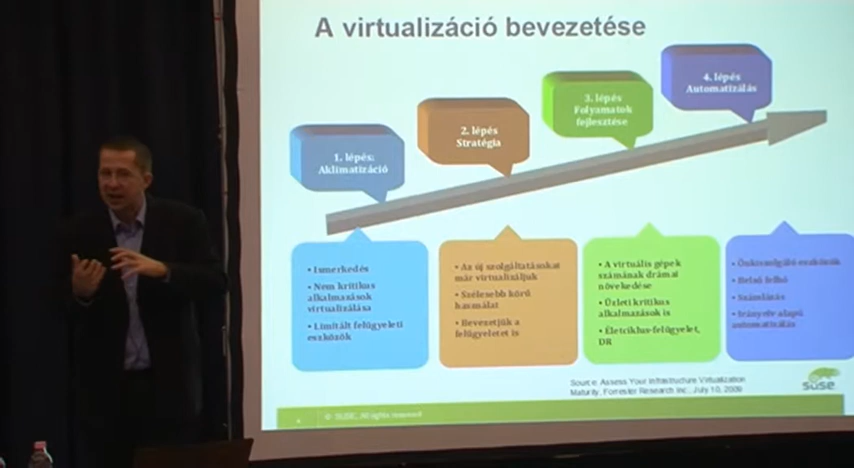 A virtualizáció bevezetése
1. lépés:
Aklimatizáció
2. lépés
Stratégia
3. lépés
Folyamatok
fejlesztése
4. lépés
Automatizálás
• Ismerkedés
• Nem kritikus
alkalmazások
virtualizálása
• Limitált felügyeleti
eszközök
• Az új szolgáltatásokat
már virtualizáljuk
• Szélesebb körű
használat
• Bevezetjük a
felügyeletet is
• A virtuális gépek
számának drámai
növekedése
• Üzleti kritikus
alkalmazások is
• Életciklus-felügyelet,
DR
• Önkiszolgáló eszközök
• Belső felhő
• Számlázás
• Irányelv alapú
automatizálás
Source: Assess Your Infrastructure Virtualization
Maturity, Forrester Research Inc., July 10, 2009
SUSE
4 © SUSE, All rights reserved